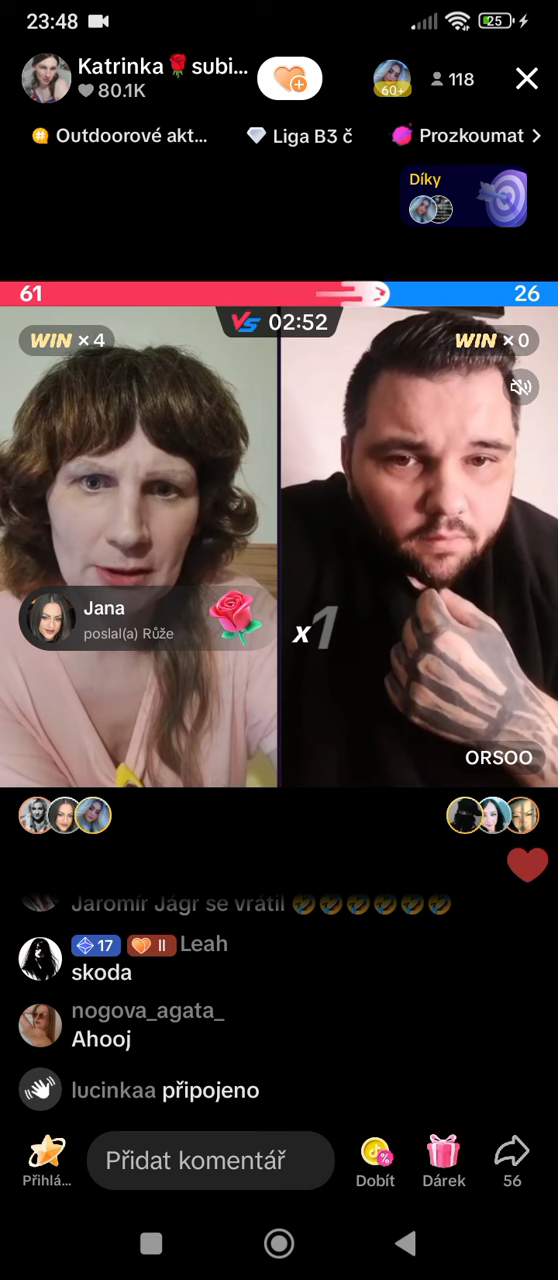 23:48
25
Katrinka🌹subi...
80.1K
60+
118
Outdoorové akt...
Liga B3 č
Prozkoumat
Díky
61
26
VS 02:52
WIN × 4
WIN × 0
Jana
poslal(a) Růže
x1
ORSOO
Jaromír Jágr se vrátil 🤣🤣🤣🤣🤣🤣
17 II Leah
skoda
nogova_agata_
Ahooj
lucinkaa připojeno
Přidat komentář
Přihlá...
Dobít
Dárek
56